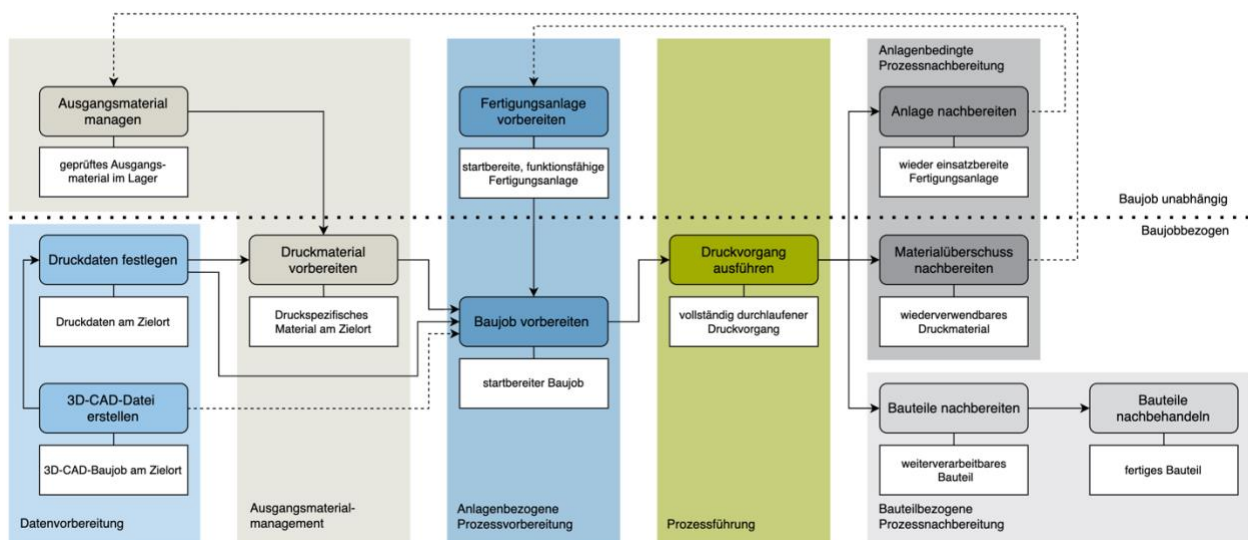 Anlagenbedingte
Prozessnachbereitung
Ausgangsmaterial
managen
geprüftes Ausgangs-
material im Lager
Fertigungsanlage
vorbereiten
startbereite, funktionsfähige
Fertigungsanlage
Anlage nachbereiten
wieder einsatzbereite
Fertigungsanlage
Baujob unabhängig
Baujobbezogen
Druckdaten festlegen
Druckdaten am Zielort
Druckmaterial
vorbereiten
Druckspezifisches
Material am Zielort
Baujob vorbereiten
startbereiter Baujob
Druckvorgang
ausführen
vollständig durchlaufener
Druckvorgang
Materialüberschuss
nachbereiten
wiederverwendbares
Druckmaterial
3D-CAD-Datei
erstellen
3D-CAD-Baujob am Zielort
Bauteile nachbereiten
weiterverarbeitbares
Bauteil
Bauteile
nachbehandeln
fertiges Bauteil
Datenvorbereitung
Ausgangsmaterial-
management
Anlagenbezogene
Prozessvorbereitung
Prozessführung
Bauteilbezogene
Prozessnachbereitung